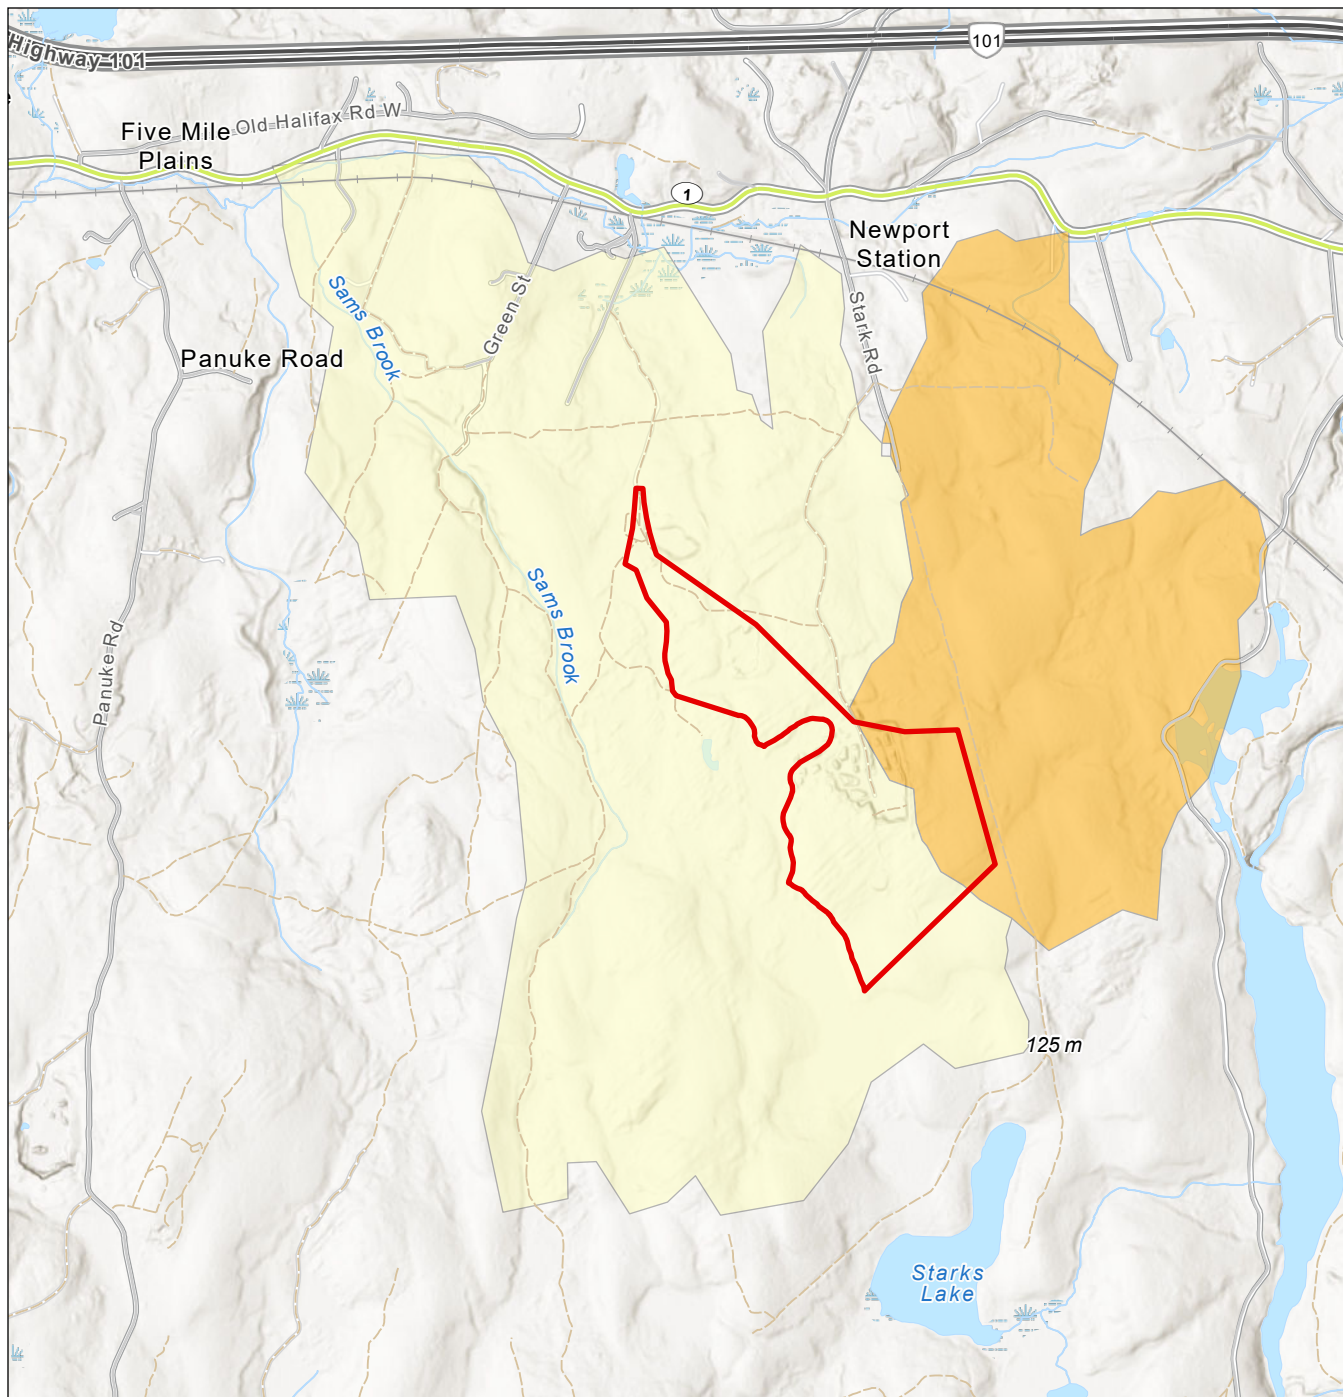 Highway 101
101
Old Halifax Rd W
Five Mile
Plains
1
Newport
Station
Sams Brook
Green St
Stark Rd
Panuke Road
Sams Brook
Panuke Rd
125 m
Starks
Lake